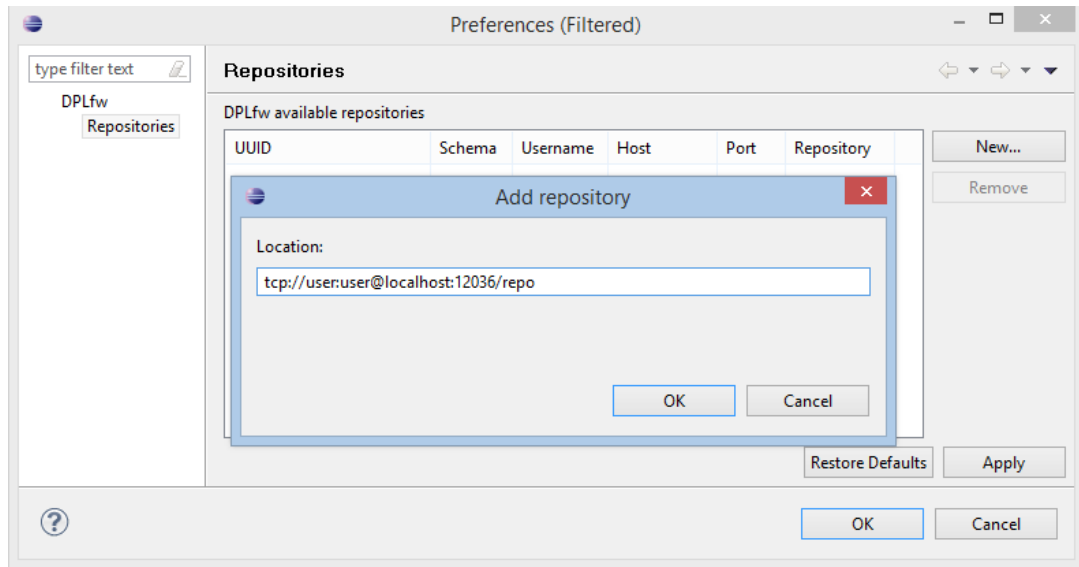 Preferences (Filtered)
type filter text
DPLfw
Repositories
Repositories
DPLfw available repositories
UUID Schema Username Host Port Repository
New...
Remove
Add repository
Location:
tcp://user:user@localhost:12036/repo
OK Cancel
Restore Defaults Apply
OK Cancel